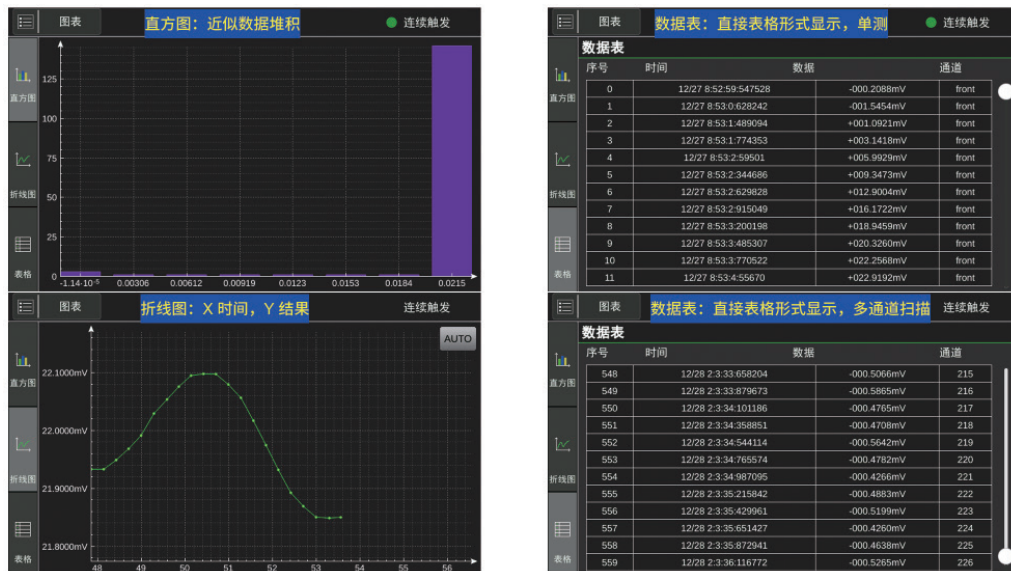 图表
直方图：近似数据堆积
连续触发
直方图
折线图
表格
125
100
75
50
25
0
-1.14·10⁻⁵ 0.00306 0.00612 0.00919 0.0123 0.0153 0.0184 0.0215
图表
数据表：直接表格形式显示，单测
连续触发
数据表
直方图
折线图
表格
序号 时间 数据 通道
0 12/27 8:52:59:547528 -000.2088mV front
1 12/27 8:53:0:628242 -001.5454mV front
2 12/27 8:53:1:489094 +001.0921mV front
3 12/27 8:53:1:774353 +003.1418mV front
4 12/27 8:53:2:59501 +005.9929mV front
5 12/27 8:53:2:344686 +009.3473mV front
6 12/27 8:53:2:629828 +012.9004mV front
7 12/27 8:53:2:915049 +016.1722mV front
8 12/27 8:53:3:200198 +018.9459mV front
9 12/27 8:53:3:485307 +020.3260mV front
10 12/27 8:53:3:770522 +022.2568mV front
11 12/27 8:53:4:55670 +022.9192mV front
图表
折线图：X 时间，Y 结果
连续触发
AUTO
直方图
折线图
表格
22.1000mV
22.0000mV
21.9000mV
21.8000mV
48 49 50 51 52 53 54 55 56
图表
数据表：直接表格形式显示，多通道扫描
连续触发
数据表
直方图
折线图
表格
序号 时间 数据 通道
548 12/28 2:3:33:658204 -000.5066mV 215
549 12/28 2:3:33:879673 -000.5865mV 216
550 12/28 2:3:34:101186 -000.4765mV 217
551 12/28 2:3:34:358851 -000.4708mV 218
552 12/28 2:3:34:544114 -000.5642mV 219
553 12/28 2:3:34:765574 -000.4782mV 220
554 12/28 2:3:34:987095 -000.4266mV 221
555 12/28 2:3:35:215842 -000.4883mV 222
556 12/28 2:3:35:429961 -000.5199mV 223
557 12/28 2:3:35:651427 -000.4260mV 224
558 12/28 2:3:35:872941 -000.4638mV 225
559 12/28 2:3:36:116772 -000.5265mV 226